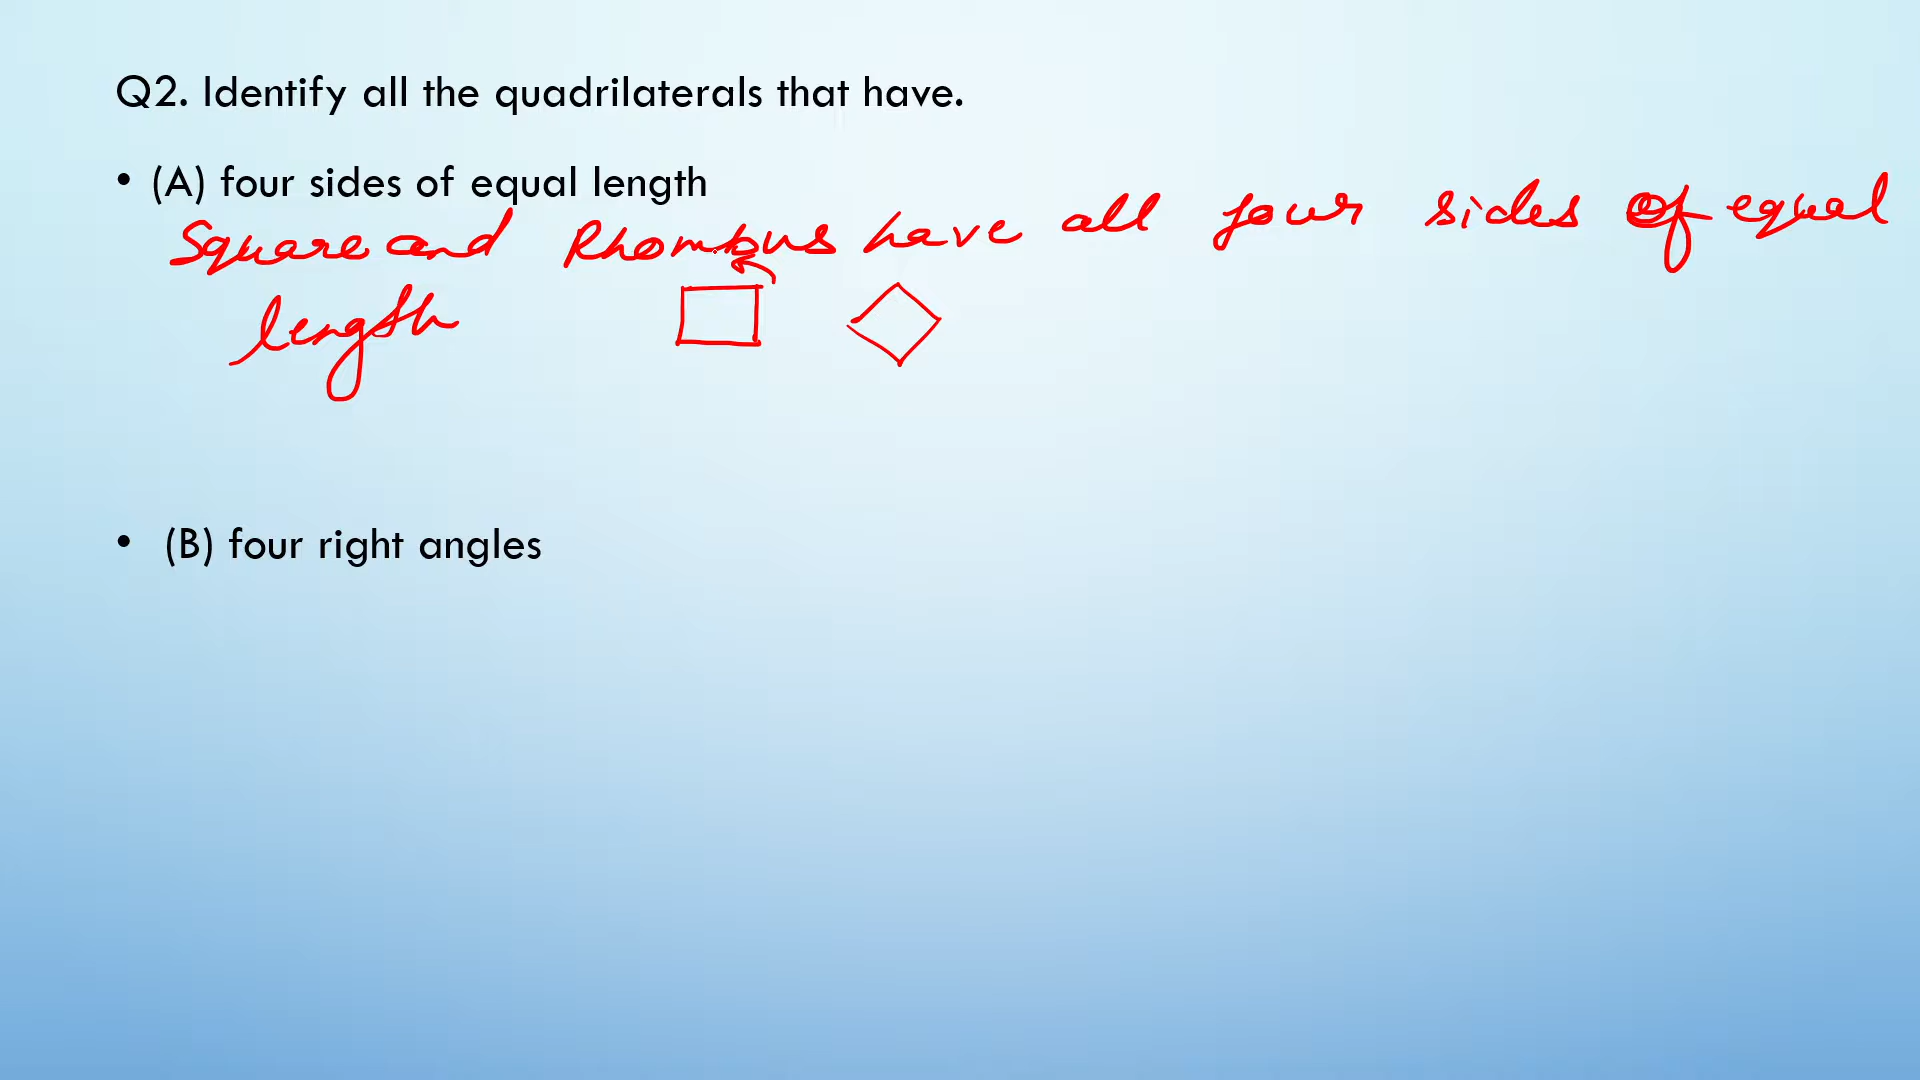 Q2. Identify all the quadrilaterals that have.
• (A) four sides of equal length
Square and Rhombus have all four sides of equal
length
• (B) four right angles